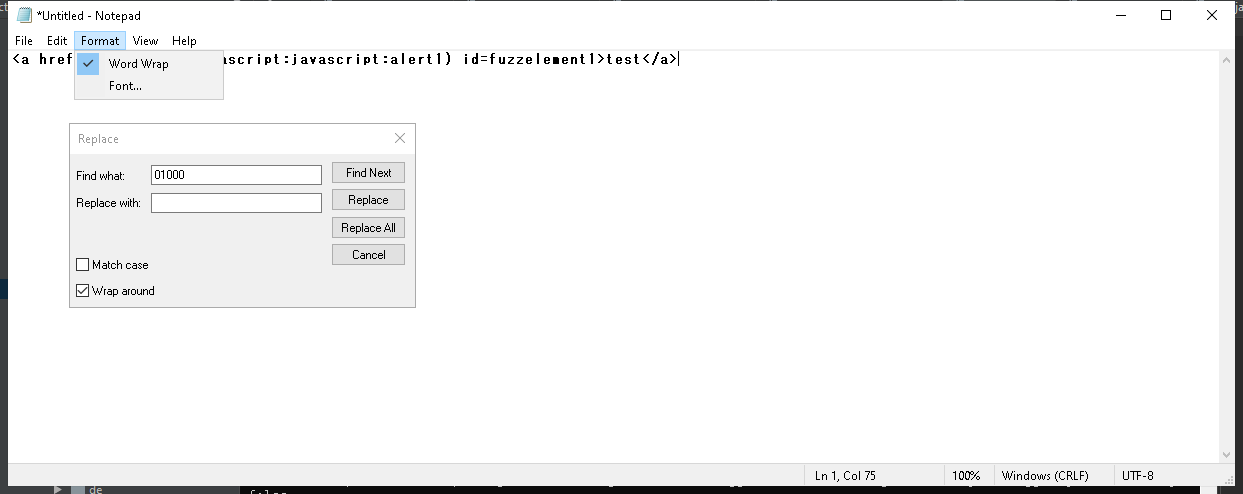 *Untitled - Notepad
File Edit Format View Help
<a href ascript:javascript:alert1) id=fuzzelement1>test</a>
Word Wrap
Font...
Replace
Find what: 01000 Find Next
Replace with: Replace
Replace All
Cancel
Match case
Wrap around
Ln 1, Col 75 100% Windows (CRLF) UTF-8
de